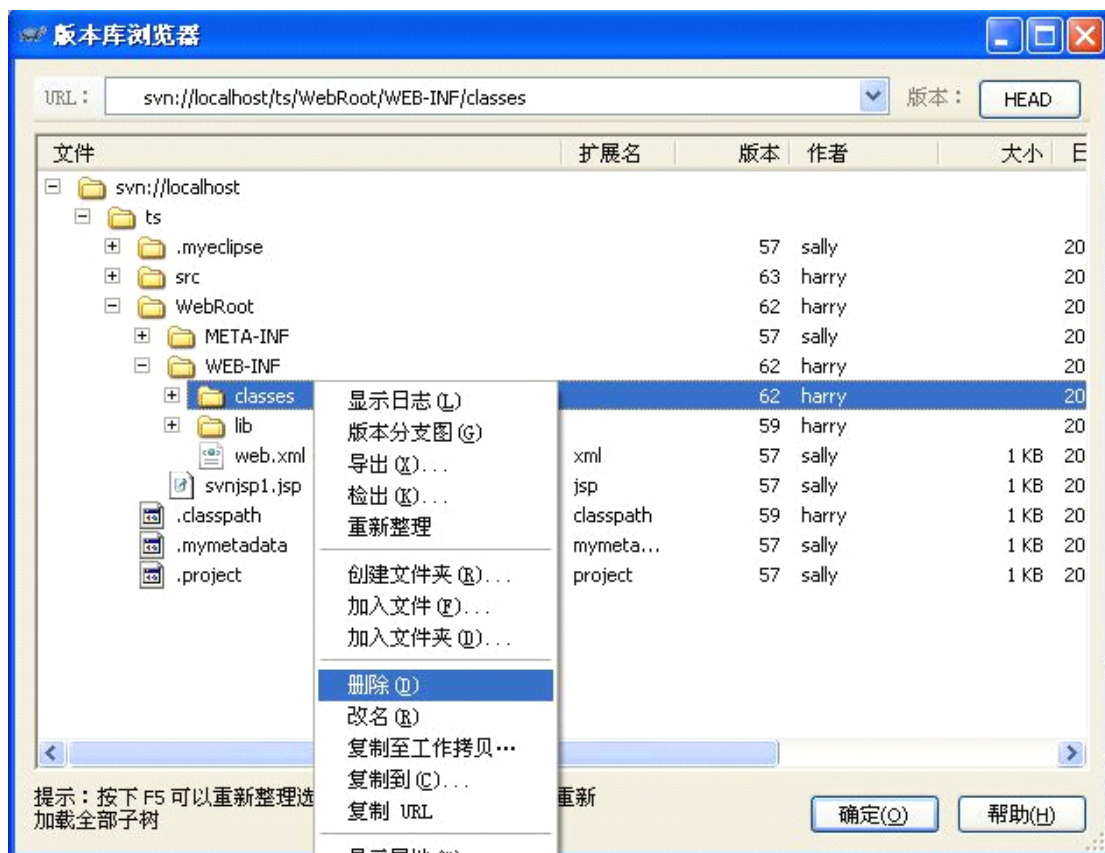 版本库浏览器
URL： svn://localhost/ts/WebRoot/WEB-INF/classes 版本： HEAD
文件 扩展名 版本 作者 大小
svn://localhost
ts
.myeclipse 57 sally 20
src 63 harry 20
WebRoot 62 harry 20
META-INF 57 sally 20
WEB-INF 62 harry 20
classes 62 harry 20
lib 59 harry 20
web.xml xml 57 sally 1 KB 20
svnjsp1.jsp jsp 57 sally 1 KB 20
.classpath classpath 59 harry 1 KB 20
.mymetadata mymeta... 57 sally 1 KB 20
.project project 57 sally 1 KB 20
显示日志(L)
版本分支图(G)
导出(X)...
检出(K)...
重新整理
创建文件夹(R)...
加入文件(F)...
加入文件夹(D)...
删除(D)
改名(R)
复制至工作拷贝…
复制到(C)...
复制 URL
提示：按下 F5 可以重新整理选 重新
加载全部子树
确定(O) 帮助(H)